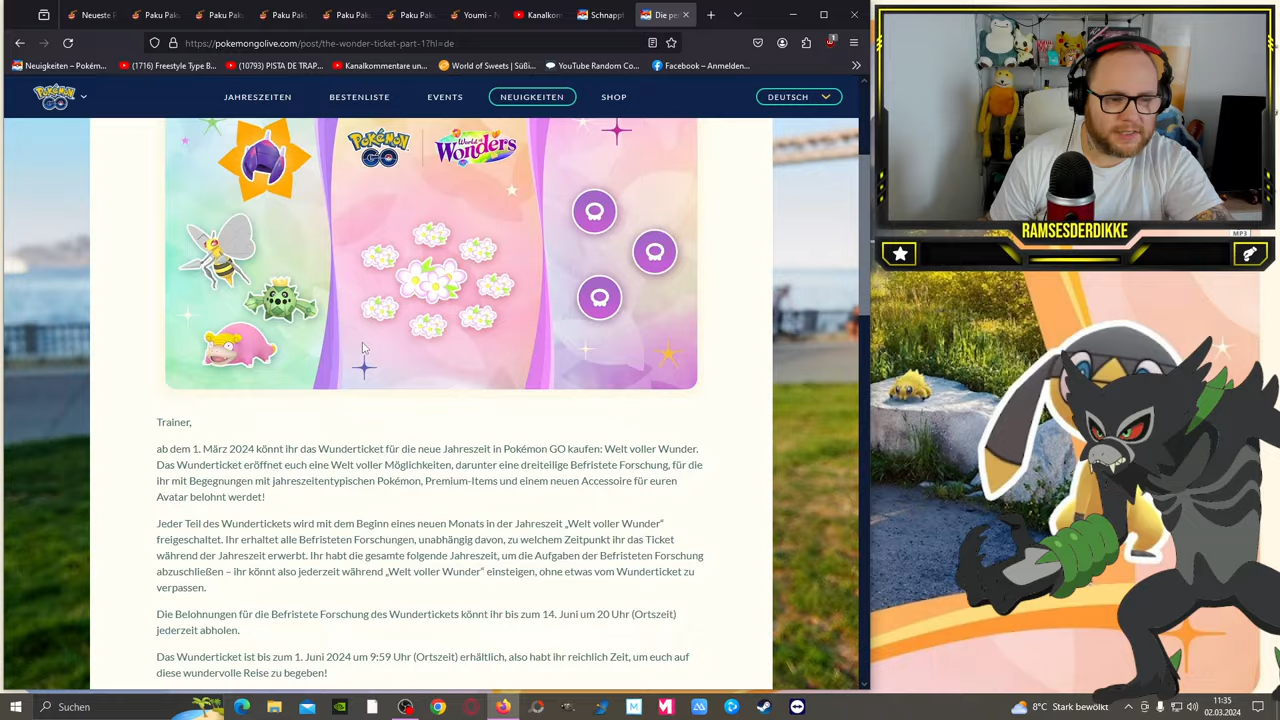 Neueste P
Paku P
Paku Pak
Paku
Paku
Paku
Youmi - N
Kanaikom
Schnappt
Die per
https://pokemongolive.com/post/the-wonder-ticket-part-1?hl=de
1
Neuigkeiten – Pokém...
(1716) Freestyle Type B...
(10793) PISTA DE TRAP...
World of Sweets | Süßi...
YouTube Random Co...
Facebook – Anmelden...
POKÉMON GO
JAHRESZEITEN
BESTENLISTE
EVENTS
NEUIGKEITEN
SHOP
DEUTSCH
POKÉMON GO
World of Wonders
Trainer,
ab dem 1. März 2024 könnt ihr das Wunderticket für die neue Jahreszeit in Pokémon GO kaufen: Welt voller Wunder.
Das Wunderticket eröffnet euch eine Welt voller Möglichkeiten, darunter eine dreiteilige Befristete Forschung, für die
ihr mit Begegnungen mit jahreszeitentypischen Pokémon, Premium-Items und einem neuen Accessoire für euren
Avatar belohnt werdet!
Jeder Teil des Wundertickets wird mit dem Beginn eines neuen Monats in der Jahreszeit „Welt voller Wunder“
freigeschaltet. Ihr erhaltet alle Befristeten Forschungen, unabhängig davon, zu welchem Zeitpunkt ihr das Ticket
während der Jahreszeit erwerbt. Ihr habt die gesamte folgende Jahreszeit, um die Aufgaben der Befristeten Forschung
abzuschließen – ihr könnt also jederzeit während „Welt voller Wunder“ einsteigen, ohne etwas vom Wunderticket zu
verpassen.
Die Belohnungen für die Befristete Forschung des Wundertickets könnt ihr bis zum 14. Juni um 20 Uhr (Ortszeit)
jederzeit abholen.
Das Wunderticket ist bis zum 1. Juni 2024 um 9:59 Uhr (Ortszeit) erhältlich, also habt ihr reichlich Zeit, um euch auf
diese wundervolle Reise zu begeben!
RAMSESDERDIKKE
MP3
Suchen
8°C Stark bewölkt
11:35
02.03.2024